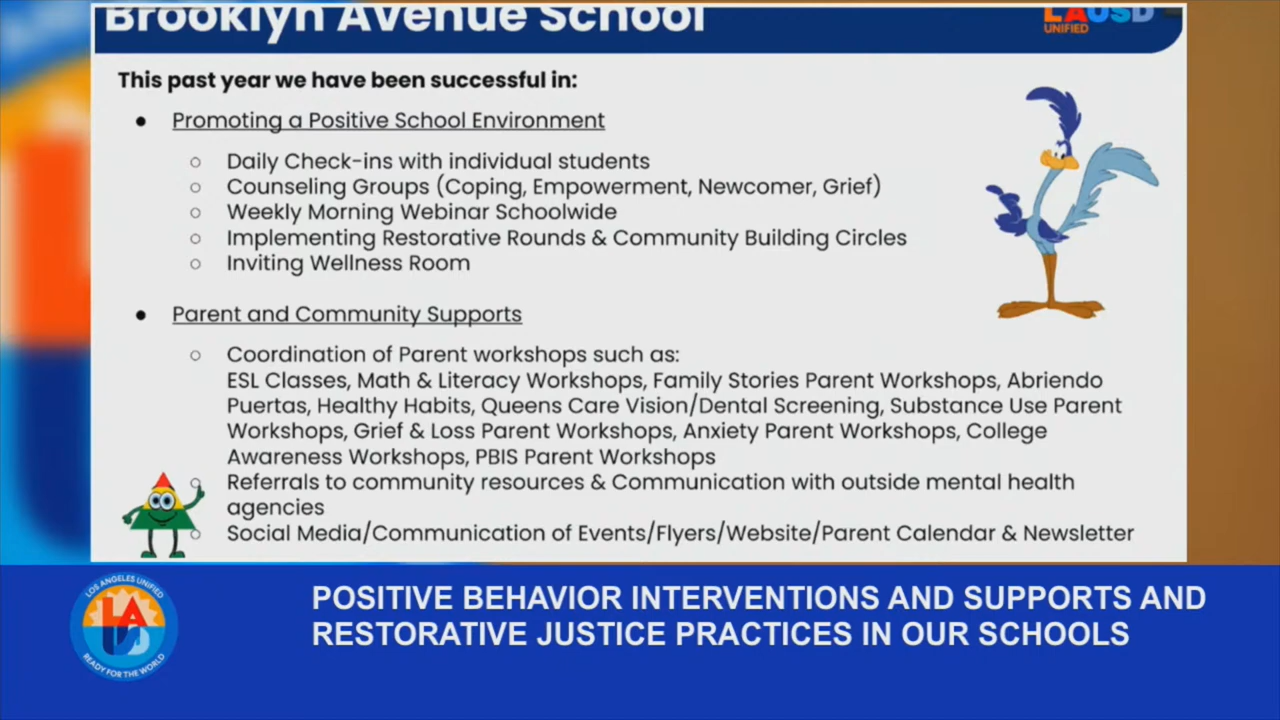 Brooklyn Avenue School
LAUSD
UNIFIED
This past year we have been successful in:
● Promoting a Positive School Environment
○ Daily Check-ins with individual students
○ Counseling Groups (Coping, Empowerment, Newcomer, Grief)
○ Weekly Morning Webinar Schoolwide
○ Implementing Restorative Rounds & Community Building Circles
○ Inviting Wellness Room
● Parent and Community Supports
○ Coordination of Parent workshops such as:
ESL Classes, Math & Literacy Workshops, Family Stories Parent Workshops, Abriendo
Puertas, Healthy Habits, Queens Care Vision/Dental Screening, Substance Use Parent
Workshops, Grief & Loss Parent Workshops, Anxiety Parent Workshops, College
Awareness Workshops, PBIS Parent Workshops
○ Referrals to community resources & Communication with outside mental health
agencies
○ Social Media/Communication of Events/Flyers/Website/Parent Calendar & Newsletter
LOS ANGELES UNIFIED
LAUSD
READY FOR THE WORLD
POSITIVE BEHAVIOR INTERVENTIONS AND SUPPORTS AND
RESTORATIVE JUSTICE PRACTICES IN OUR SCHOOLS